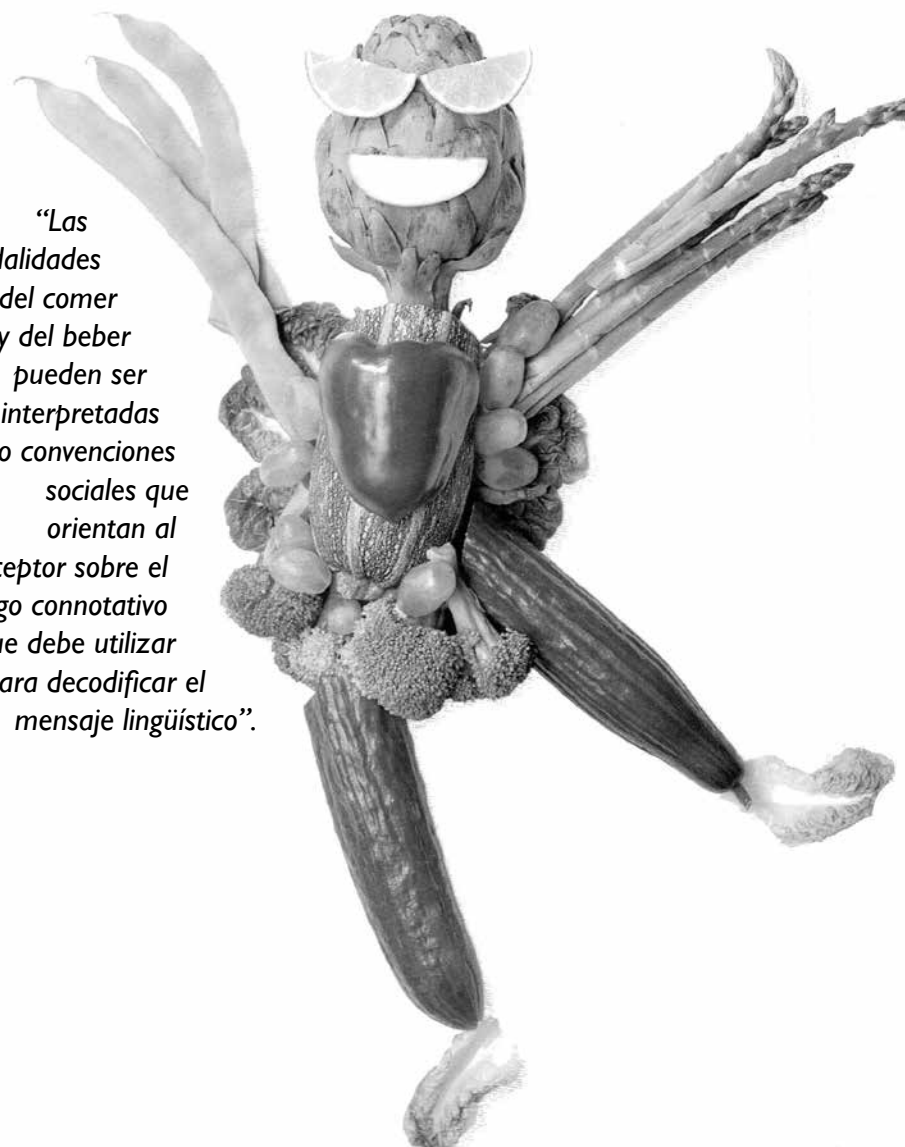 “Las
dalidades
del comer
y del beber
pueden ser
interpretadas
o convenciones
sociales que
orientan al
ceptor sobre el
go connotativo
ue debe utilizar
para decodificar el
mensaje lingüístico”.